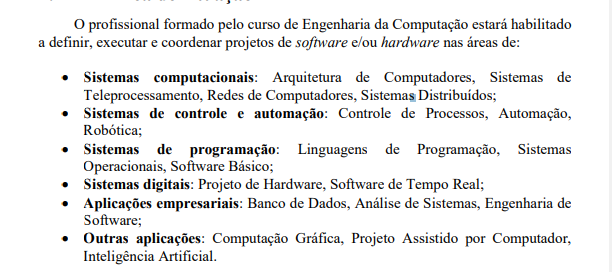 O profissional formado pelo curso de Engenharia da Computação estará habilitado
a definir, executar e coordenar projetos de software e/ou hardware nas áreas de:
• Sistemas computacionais: Arquitetura de Computadores, Sistemas de
Teleprocessamento, Redes de Computadores, Sistemas Distribuídos;
• Sistemas de controle e automação: Controle de Processos, Automação,
Robótica;
• Sistemas de programação: Linguagens de Programação, Sistemas
Operacionais, Software Básico;
• Sistemas digitais: Projeto de Hardware, Software de Tempo Real;
• Aplicações empresariais: Banco de Dados, Análise de Sistemas, Engenharia de
Software;
• Outras aplicações: Computação Gráfica, Projeto Assistido por Computador,
Inteligência Artificial.